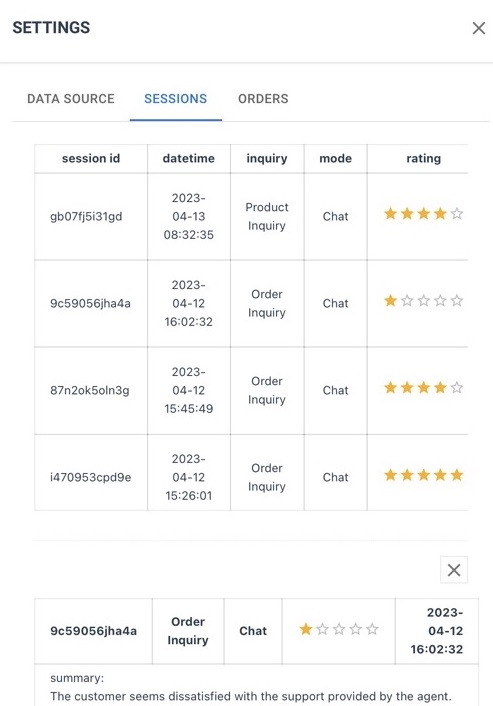 SETTINGS
DATA SOURCE SESSIONS ORDERS
session id datetime inquiry mode rating
gb07fj5i31gd 2023-04-13 08:32:35 Product Inquiry Chat
9c59056jha4a 2023-04-12 16:02:32 Order Inquiry Chat
87n2ok5oln3g 2023-04-12 15:45:49 Order Inquiry Chat
i470953cpd9e 2023-04-12 15:26:01 Order Inquiry Chat
9c59056jha4a Order Inquiry Chat 2023-04-12 16:02:32
summary:
The customer seems dissatisfied with the support provided by the agent.